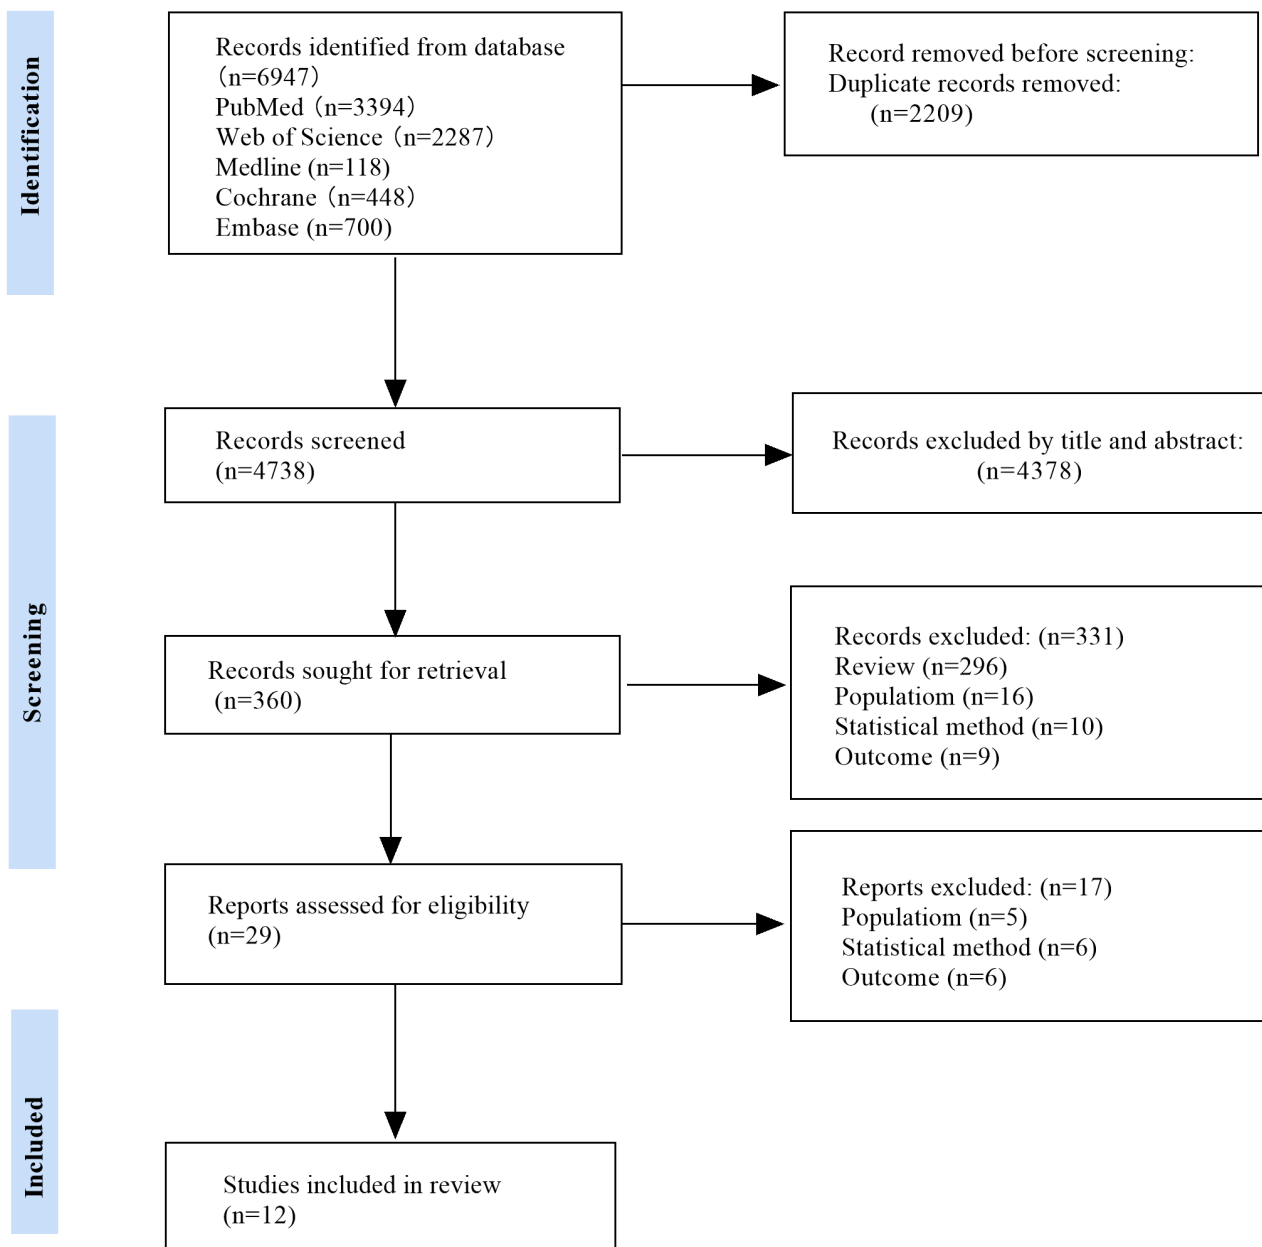 Identification
Records identified from database
（n=6947)
PubMed（n=3394)
Web of Science（n=2287）
Medline (n=118)
Cochrane（n=448）
Embase (n=700)
Record removed before screening:
Duplicate records removed:
(n=2209)
Screening
Records screened
(n=4738)
Records excluded by title and abstract:
(n=4378)
Records sought for retrieval
(n=360)
Records excluded: (n=331)
Review (n=296)
Populatiom (n=16)
Statistical method (n=10)
Outcome (n=9)
Reports assessed for eligibility
(n=29)
Reports excluded: (n=17)
Populatiom (n=5)
Statistical method (n=6)
Outcome (n=6)
Included
Studies included in review
(n=12)